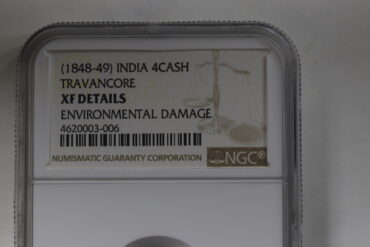 (1848-49) INDIA 4CASH
TRAVANCORE
XF DETAILS
ENVIRONMENTAL DAMAGE
4620003-006
NUMISMATIC GUARANTY CORPORATION NGC®